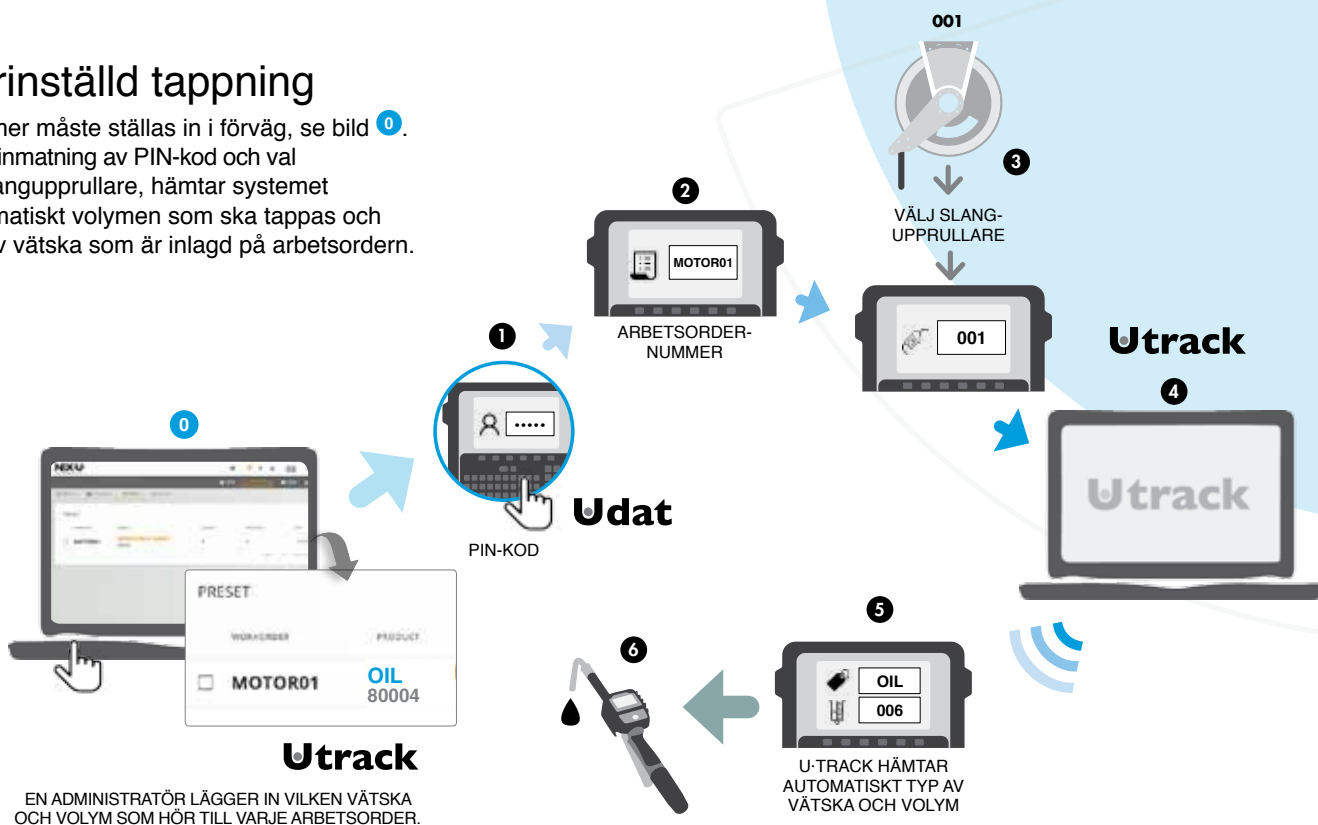 rinställd tappning
ner måste ställas in i förväg, se bild 0.
inmatning av PIN-kod och val
angupprullare, hämtar systemet
matiskt volymen som ska tappas och
v vätska som är inlagd på arbetsordern.
001
3
VÄLJ SLANG-
UPPRULLARE
2
MOTOR01
ARBETSORDER-
NUMMER
001
Utrack
1
•••••
Udat
PIN-KOD
4
Utrack
0
NEXU
PRESET
WORKORDER PRODUCT
MOTOR01 OIL
80004
Utrack
EN ADMINISTRATÖR LÄGGER IN VILKEN VÄTSKA
OCH VOLYM SOM HÖR TILL VARJE ARBETSORDER.
5
OIL
006
U·TRACK HÄMTAR
AUTOMATISKT TYP AV
VÄTSKA OCH VOLYM
6